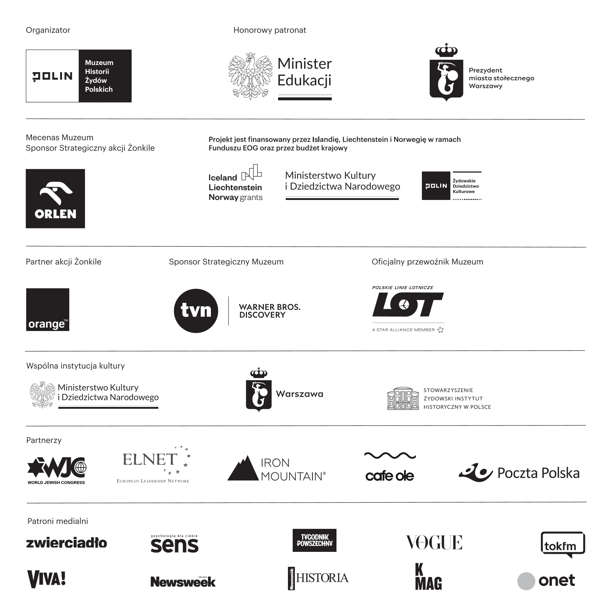 Organizator
Honorowy patronat
POLIN
Muzeum
Historii
Żydów
Polskich
Minister
Edukacji
Prezydent
miasta stołecznego
Warszawy
Mecenas Muzeum
Sponsor Strategiczny akcji Żonkile
Projekt jest finansowany przez Islandię, Liechtenstein i Norwegię w ramach
Funduszu EOG oraz przez budżet krajowy
ORLEN
Iceland
Liechtenstein
Norway grants
Ministerstwo Kultury
i Dziedzictwa Narodowego
POLIN
Żydowskie
Dziedzictwo
Kulturowe
Partner akcji Żonkile
Sponsor Strategiczny Muzeum
Oficjalny przewoźnik Muzeum
orange™
tvn
WARNER BROS.
DISCOVERY
POLSKIE LINIE LOTNICZE
LOT
A STAR ALLIANCE MEMBER
Wspólna instytucja kultury
Ministerstwo Kultury
i Dziedzictwa Narodowego
Warszawa
STOWARZYSZENIE
ŻYDOWSKI INSTYTUT
HISTORYCZNY W POLSCE
Partnerzy
WJC
WORLD JEWISH CONGRESS
ELNET
EUROPEAN LEADERSHIP NETWORK
IRON
MOUNTAIN®
cafe ole
Poczta Polska
Patroni medialni
zwierciadło
psychologia dla ciebie
sens
TYGODNIK
POWSZECHNY
VOGUE
tokfm
VIVA!
Newsweek
Newsweek
HISTORIA
K
MAG
onet